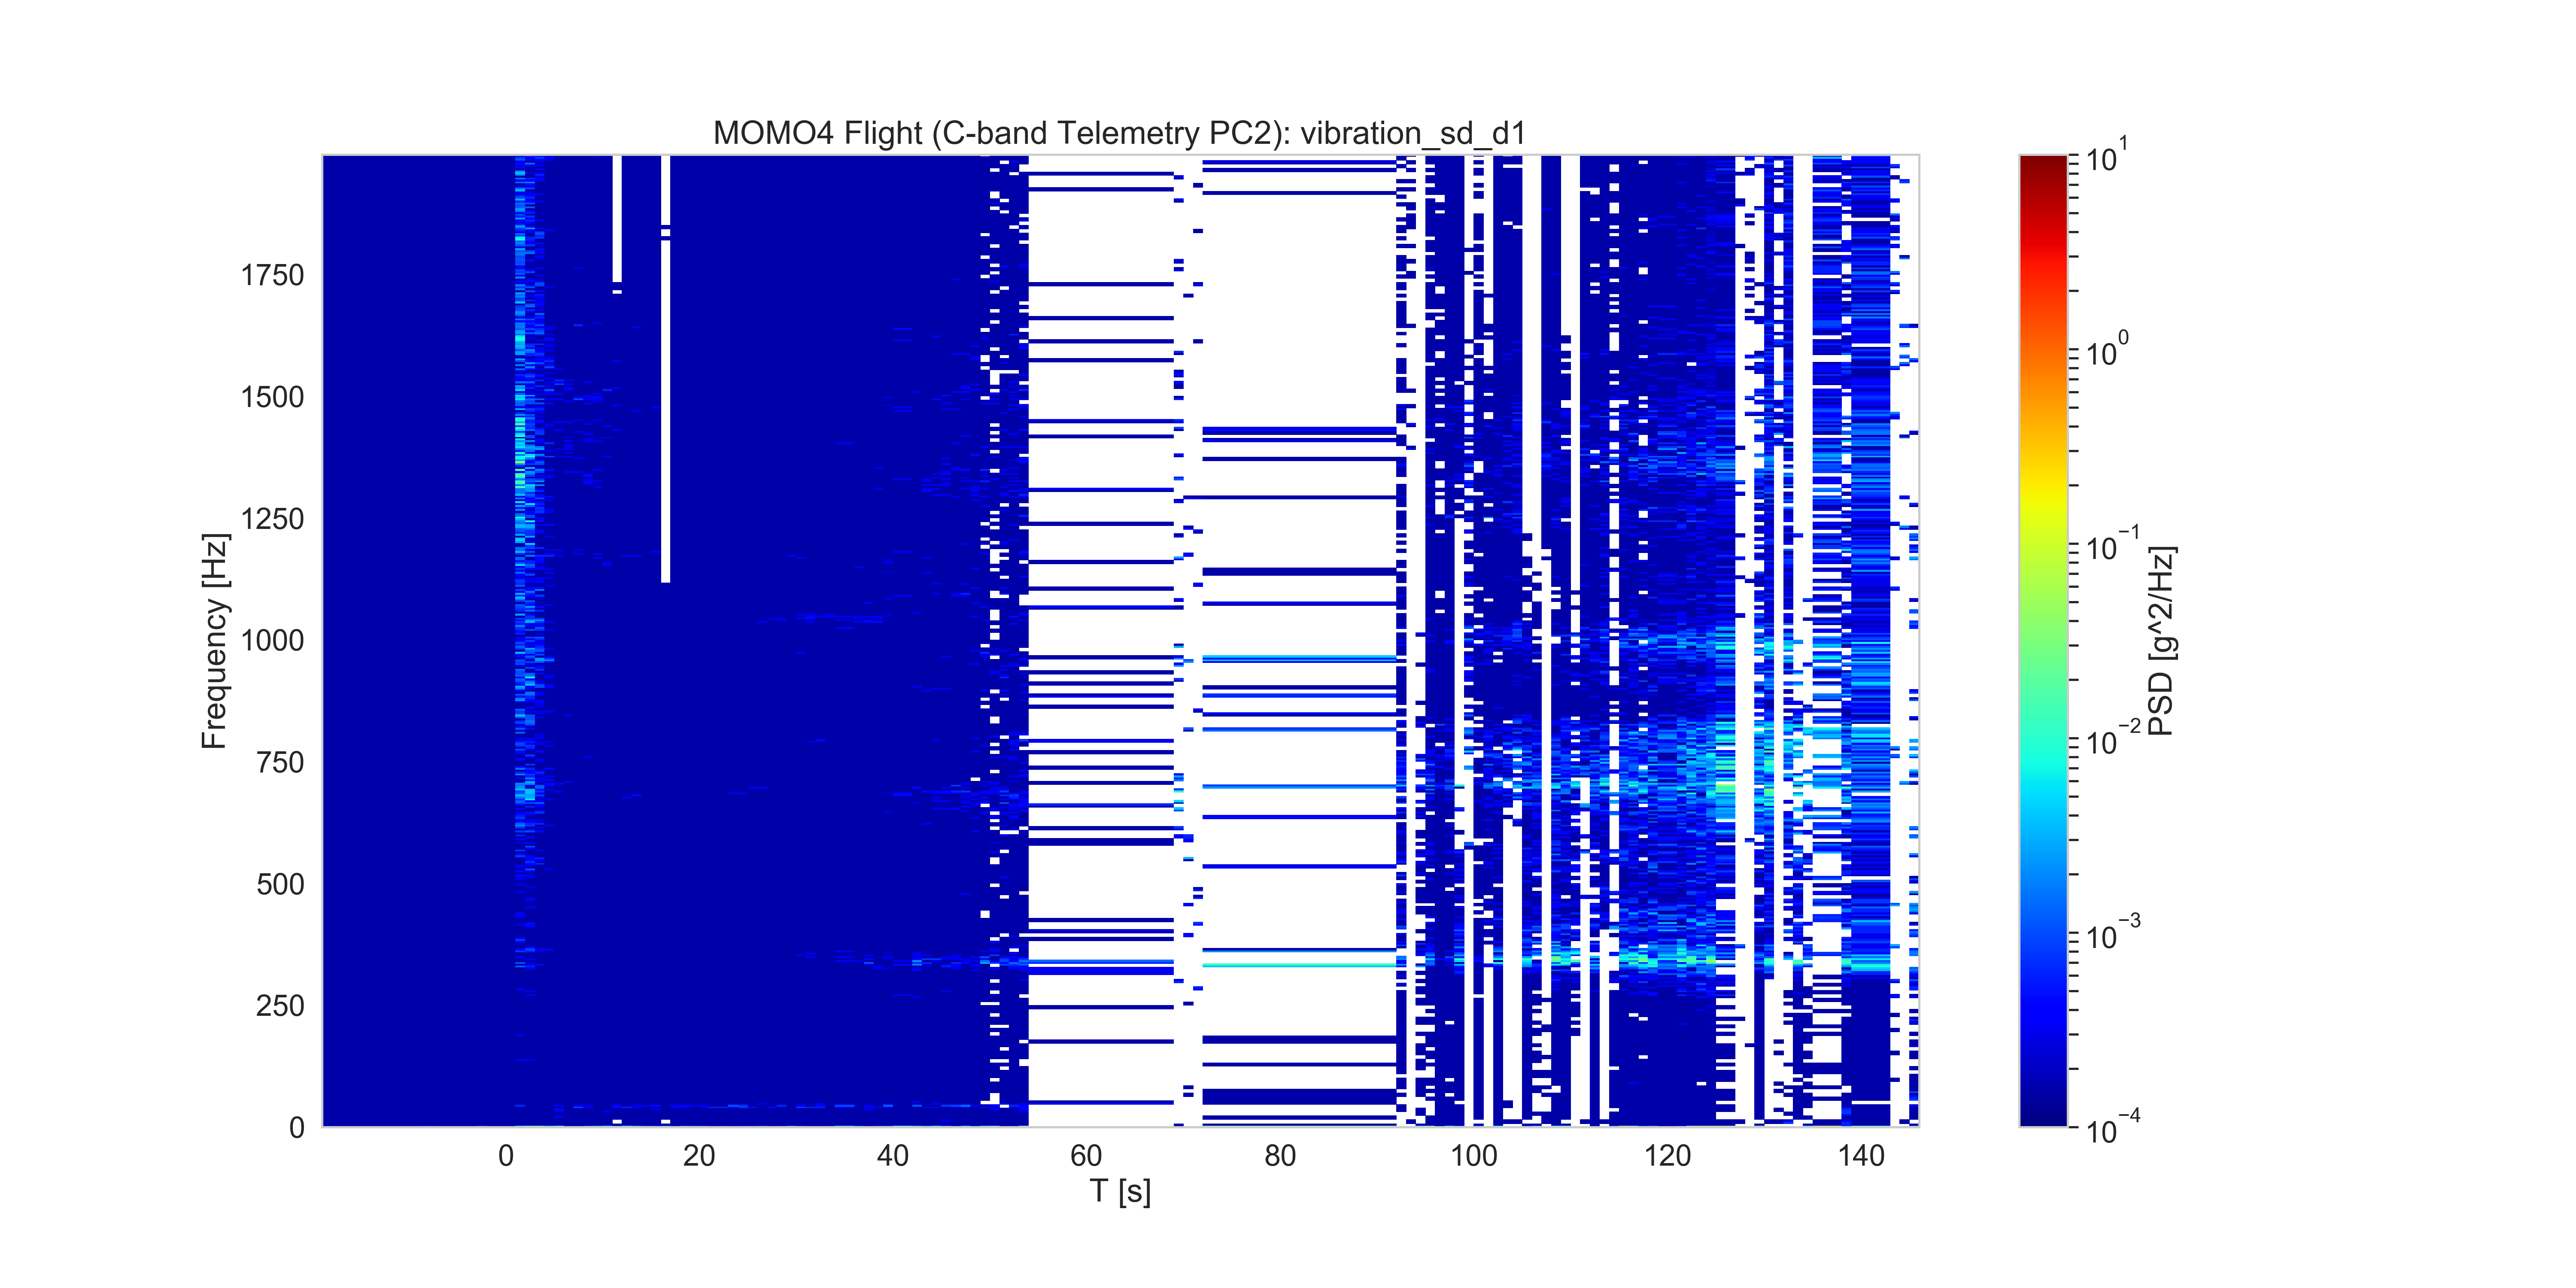 MOMO4 Flight (C-band Telemetry PC2): vibration_sd_d1
Frequency [Hz]
1750
1500
1250
1000
750
500
250
0
0 20 40 60 80 100 120 140
T [s]
10^1
10^0
10^−1
10^−2
10^−3
10^−4
PSD [g^2/Hz]